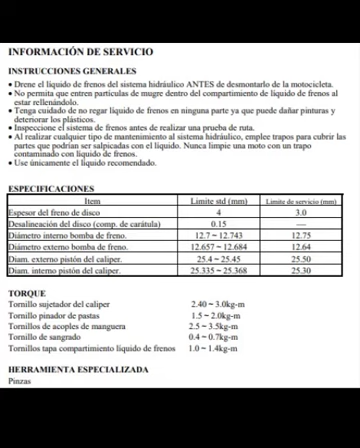 INFORMACIÓN DE SERVICIO
INSTRUCCIONES GENERALES
• Drene el líquido de frenos del sistema hidráulico ANTES de desmontarlo de la motocicleta.
• No permita que entren partículas de mugre dentro del compartimiento de líquido de frenos al
estar rellenándolo.
• Tenga cuidado de no regar líquido de frenos en ninguna parte ya que puede dañar pinturas y
deteriorar los plásticos.
• Inspeccione el sistema de frenos antes de realizar una prueba de ruta.
• Al realizar cualquier tipo de mantenimiento al sistema hidráulico, emplee trapos para cubrir las
partes que podrían ser salpicadas con el líquido. Nunca limpie una moto con un trapo
contaminado con líquido de frenos.
• Use únicamente el líquido recomendado.
ESPECIFICACIONES
Item Limite std (mm) Limite de servicio (mm)
Espesor del freno de disco 4 3.0
Desalineación del disco (comp. de carátula) 0.15 —
Diámetro interno bomba de freno. 12.7 ~ 12.743 12.75
Diámetro externo bomba de freno. 12.657 ~ 12.684 12.64
Diam. externo pistón del caliper. 25.4 ~ 25.45 25.50
Diam. interno pistón del caliper. 25.335 ~ 25.368 25.30
TORQUE
Tornillo sujetador del caliper 2.40 ~ 3.0kg-m
Tornillo pinador de pastas 1.5 ~ 2.0kg-m
Tornillos de acoples de manguera 2.5 ~ 3.5kg-m
Tornillo de sangrado 0.4 ~ 0.7kg-m
Tornillos tapa compartimiento líquido de frenos 1.0 ~ 1.4kg-m
HERRAMIENTA ESPECIALIZADA
Pinzas